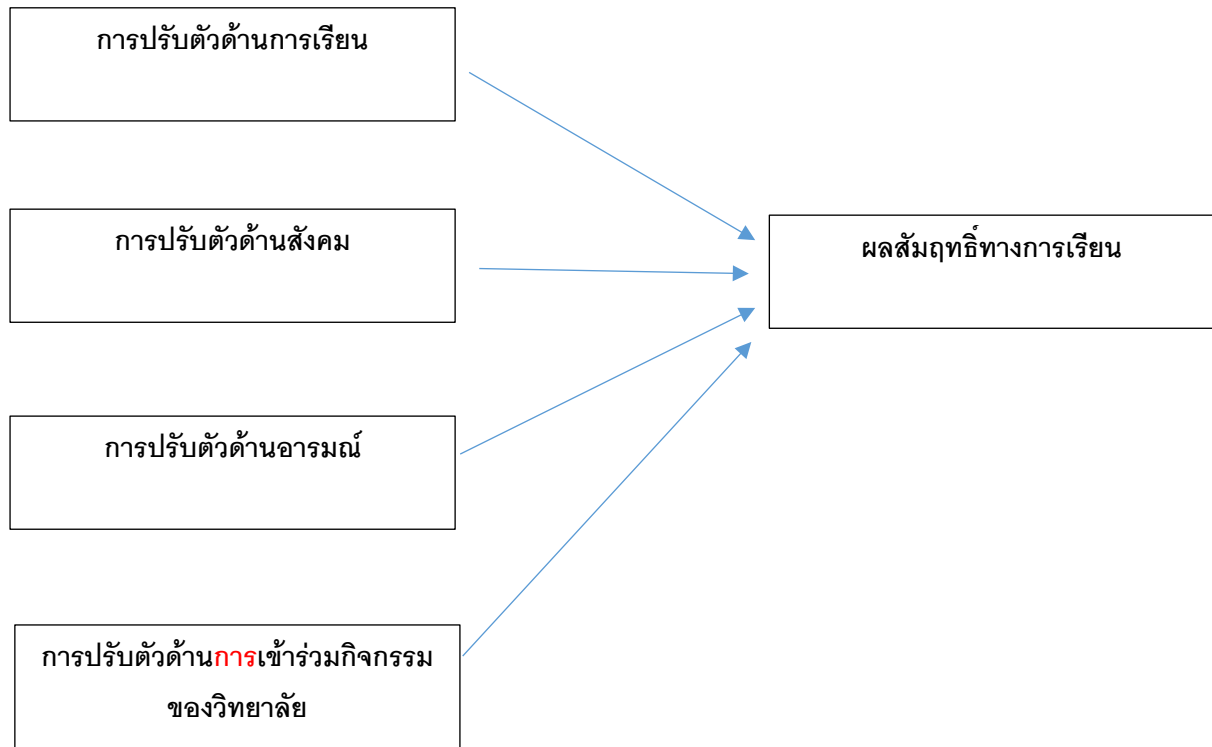 การปรับตัวด้านการเรียน
การปรับตัวด้านสังคม
ผลสัมฤทธิ์ทางการเรียน
การปรับตัวด้านอารมณ์
การปรับตัวด้านการเข้าร่วมกิจกรรม
ของวิทยาลัย